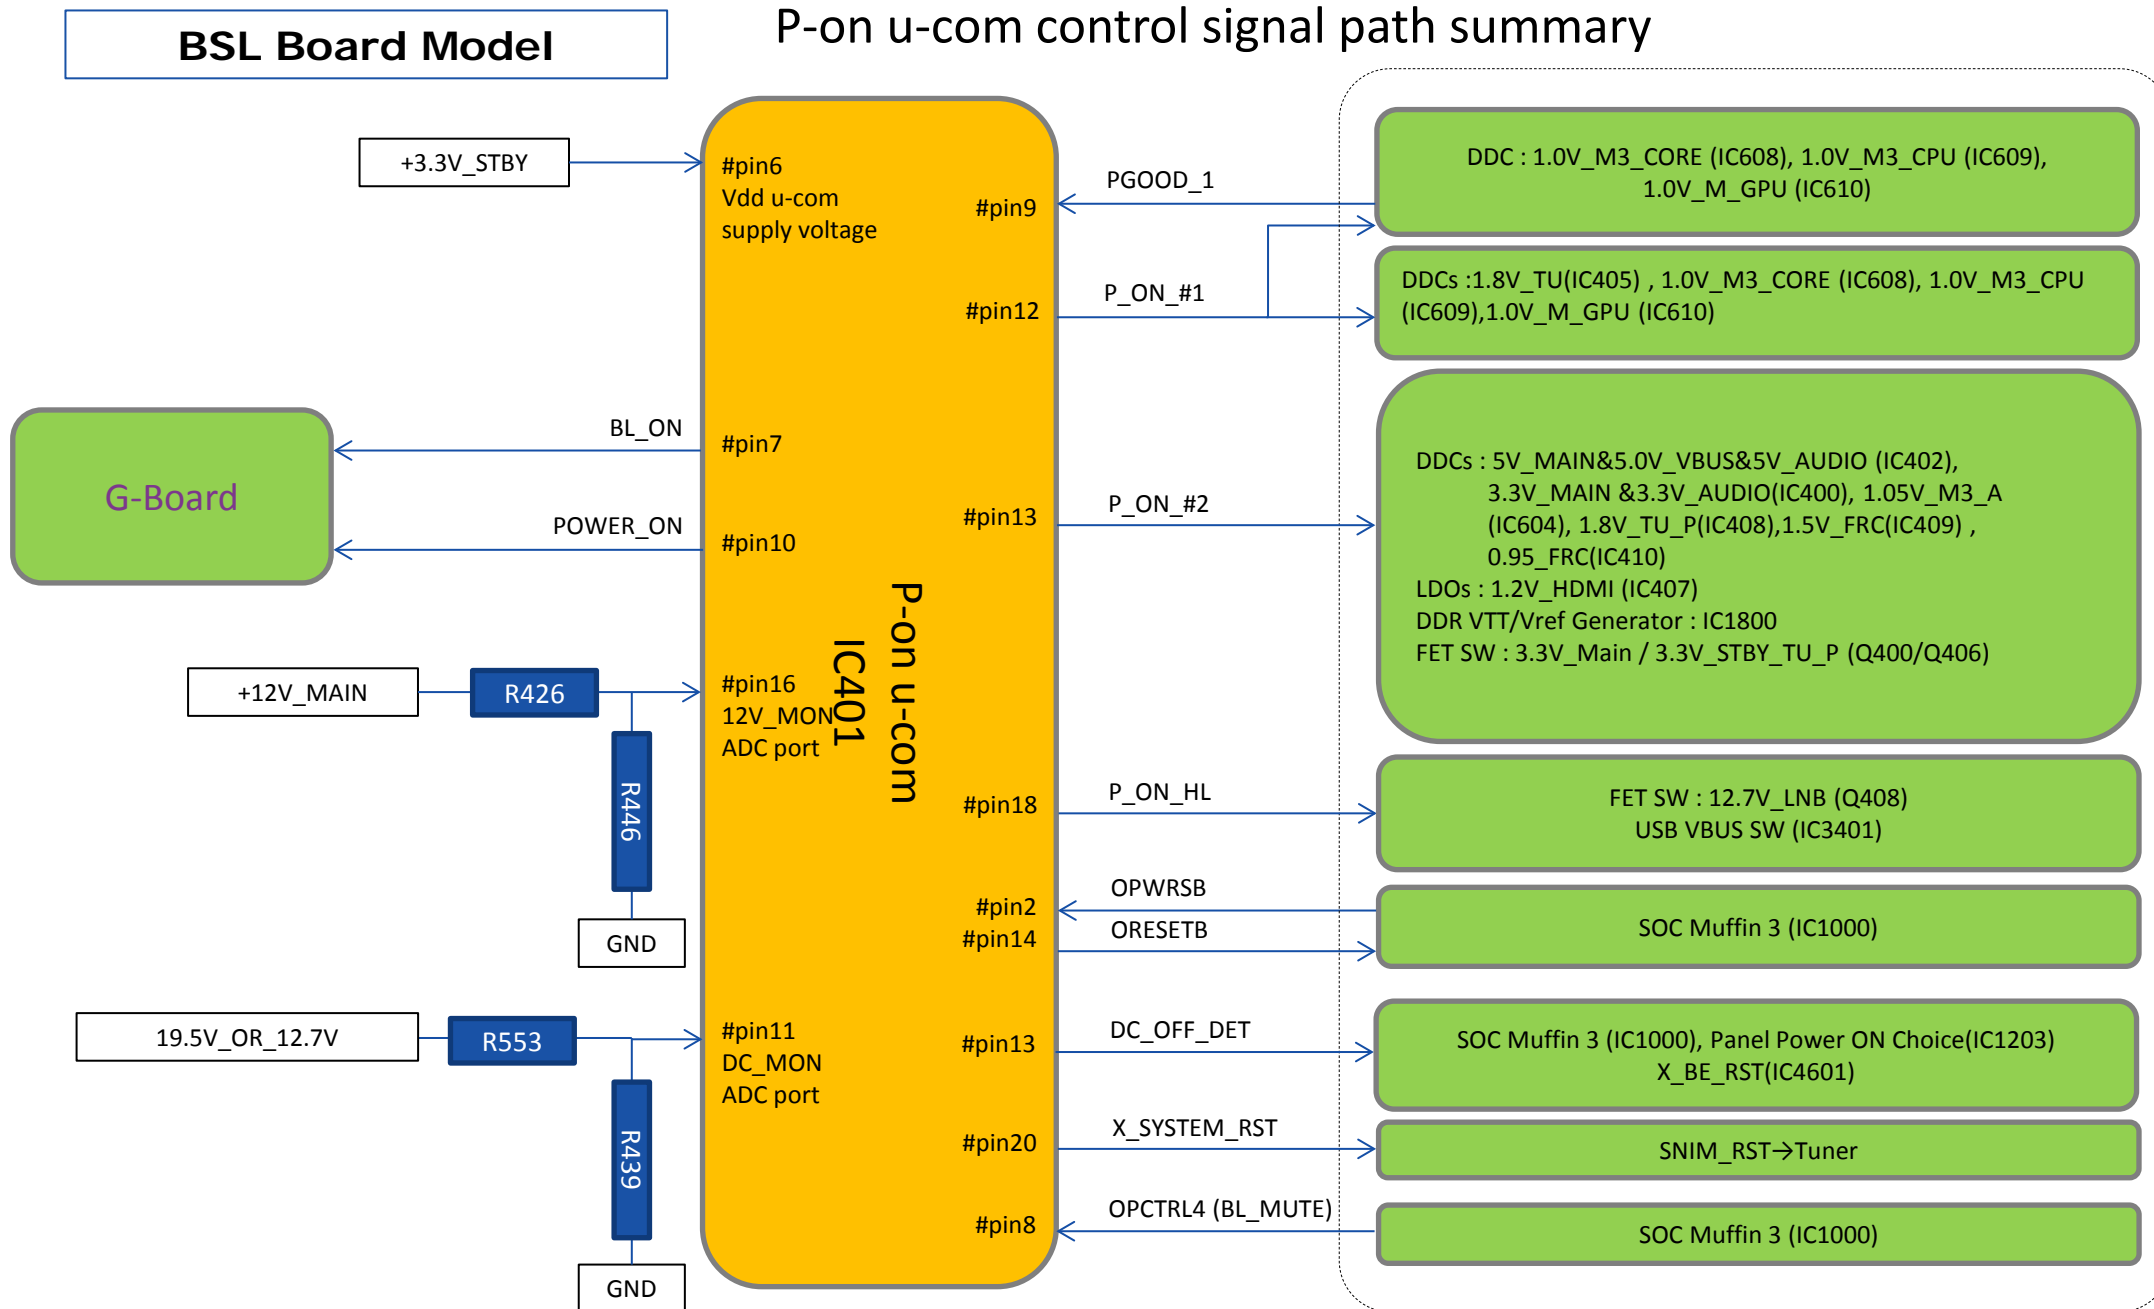 P-on u-com control signal path summary
BSL Board Model
+3.3V_STBY
#pin6
Vdd u-com
supply voltage
BL_ON
#pin7
G-Board
POWER_ON
#pin10
+12V_MAIN
R426
#pin16
12V_MON
ADC port
R446
GND
19.5V_OR_12.7V
R553
#pin11
DC_MON
ADC port
R439
GND
P-on u-com
IC401
#pin9
PGOOD_1
DDC : 1.0V_M3_CORE (IC608), 1.0V_M3_CPU (IC609),
1.0V_M_GPU (IC610)
#pin12
P_ON_#1
DDCs :1.8V_TU(IC405) , 1.0V_M3_CORE (IC608), 1.0V_M3_CPU
(IC609),1.0V_M_GPU (IC610)
#pin13
P_ON_#2
DDCs : 5V_MAIN&5.0V_VBUS&5V_AUDIO (IC402),
3.3V_MAIN &3.3V_AUDIO(IC400), 1.05V_M3_A
(IC604), 1.8V_TU_P(IC408),1.5V_FRC(IC409) ,
0.95_FRC(IC410)
LDOs : 1.2V_HDMI (IC407)
DDR VTT/Vref Generator : IC1800
FET SW : 3.3V_Main / 3.3V_STBY_TU_P (Q400/Q406)
#pin18
P_ON_HL
FET SW : 12.7V_LNB (Q408)
USB VBUS SW (IC3401)
#pin2
OPWRSB
#pin14
ORESETB
SOC Muffin 3 (IC1000)
#pin13
DC_OFF_DET
SOC Muffin 3 (IC1000), Panel Power ON Choice(IC1203)
X_BE_RST(IC4601)
#pin20
X_SYSTEM_RST
SNIM_RST→Tuner
#pin8
OPCTRL4 (BL_MUTE)
SOC Muffin 3 (IC1000)